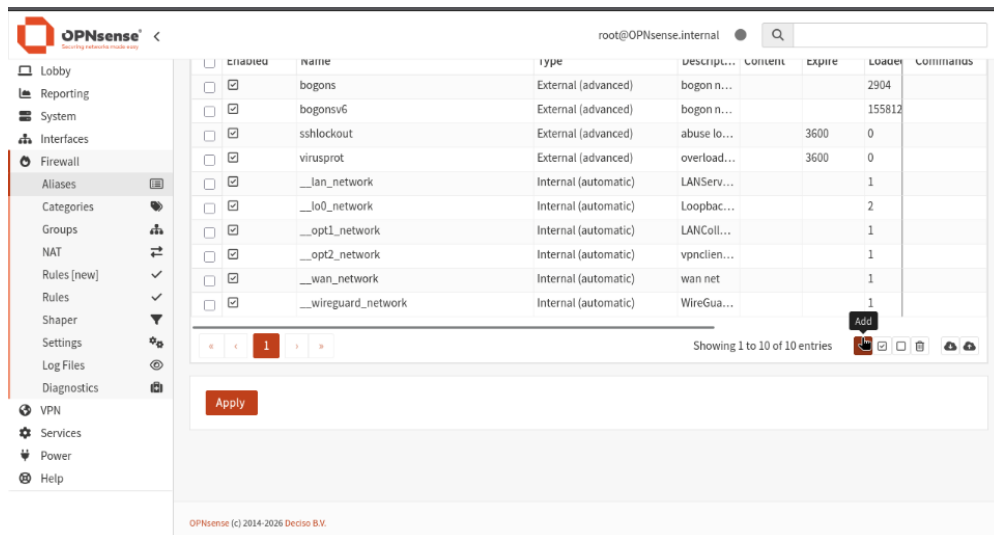 OPNsense®
Securing networks made easy
root@OPNsense.internal
Lobby
Reporting
System
Interfaces
Firewall
Aliases
Categories
Groups
NAT
Rules [new]
Rules
Shaper
Settings
Log Files
Diagnostics
VPN
Services
Power
Help
Enabled Name Type Descript... Content Expire Loaded Commands
bogons External (advanced) bogon n... 2904
bogonsv6 External (advanced) bogon n... 155812
sshlockout External (advanced) abuse lo... 3600 0
virusprot External (advanced) overload... 3600 0
__lan_network Internal (automatic) LANServ... 1
__lo0_network Internal (automatic) Loopbac... 2
__opt1_network Internal (automatic) LANColl... 1
__opt2_network Internal (automatic) vpnclien... 1
__wan_network Internal (automatic) wan net 1
__wireguard_network Internal (automatic) WireGua... 1
Add
« ‹ 1 › »
Showing 1 to 10 of 10 entries
Apply
OPNsense (c) 2014-2026 Deciso B.V.